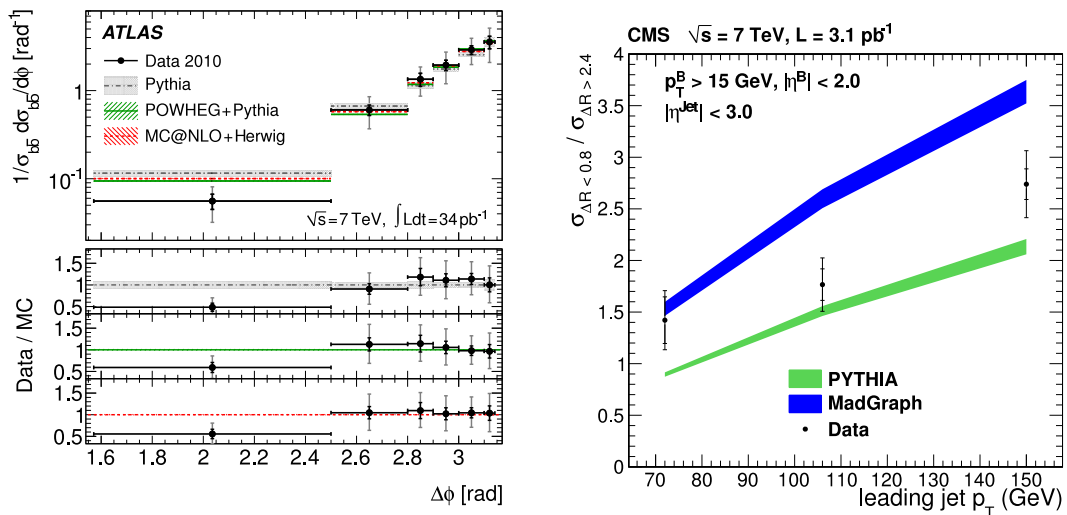 ATLAS
Data 2010
Pythia
POWHEG+Pythia
MC@NLO+Herwig
1/σbb̄ dσbb̄/dϕ [rad⁻¹]
1
10⁻¹
√s = 7 TeV, ∫Ldt=34 pb⁻¹
Data / MC
1.5
1
0.5
1.5
1
0.5
1.5
1
0.5
1.6 1.8 2 2.2 2.4 2.6 2.8 3
Δϕ [rad]
CMS √s = 7 TeV, L = 3.1 pb⁻¹
p_T^B > 15 GeV, |η^B| < 2.0
|η^Jet| < 3.0
σΔR < 0.8 / σΔR > 2.4
4
3.5
3
2.5
2
1.5
1
0.5
0
PYTHIA
MadGraph
Data
70 80 90 100 110 120 130 140 150
leading jet p_T (GeV)